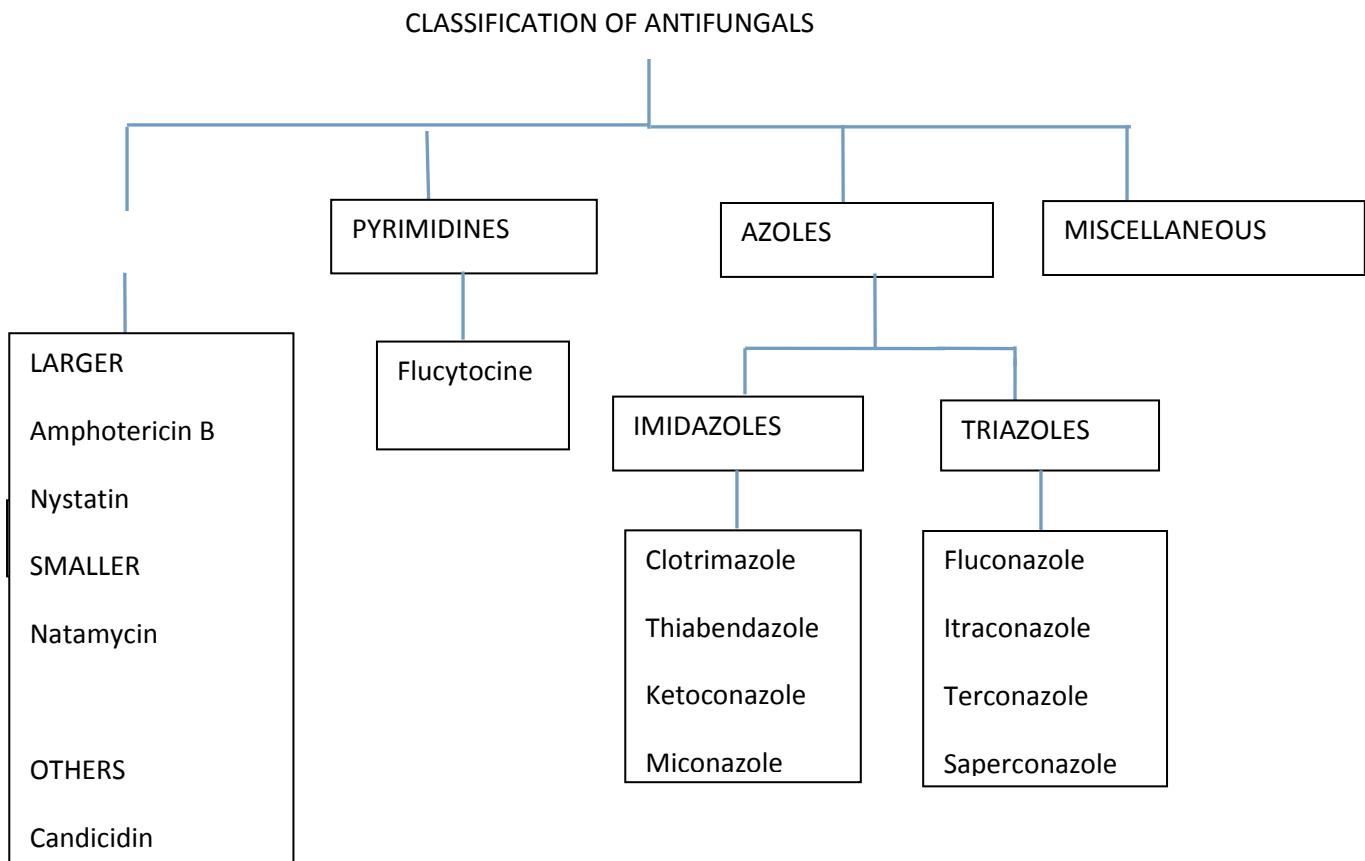 CLASSIFICATION OF ANTIFUNGALS
PYRIMIDINES
AZOLES
MISCELLANEOUS
LARGER
Amphotericin B
Nystatin
SMALLER
Natamycin
OTHERS
Candicidin
Flucytocine
IMIDAZOLES
TRIAZOLES
Clotrimazole
Thiabendazole
Ketoconazole
Miconazole
Fluconazole
Itraconazole
Terconazole
Saperconazole